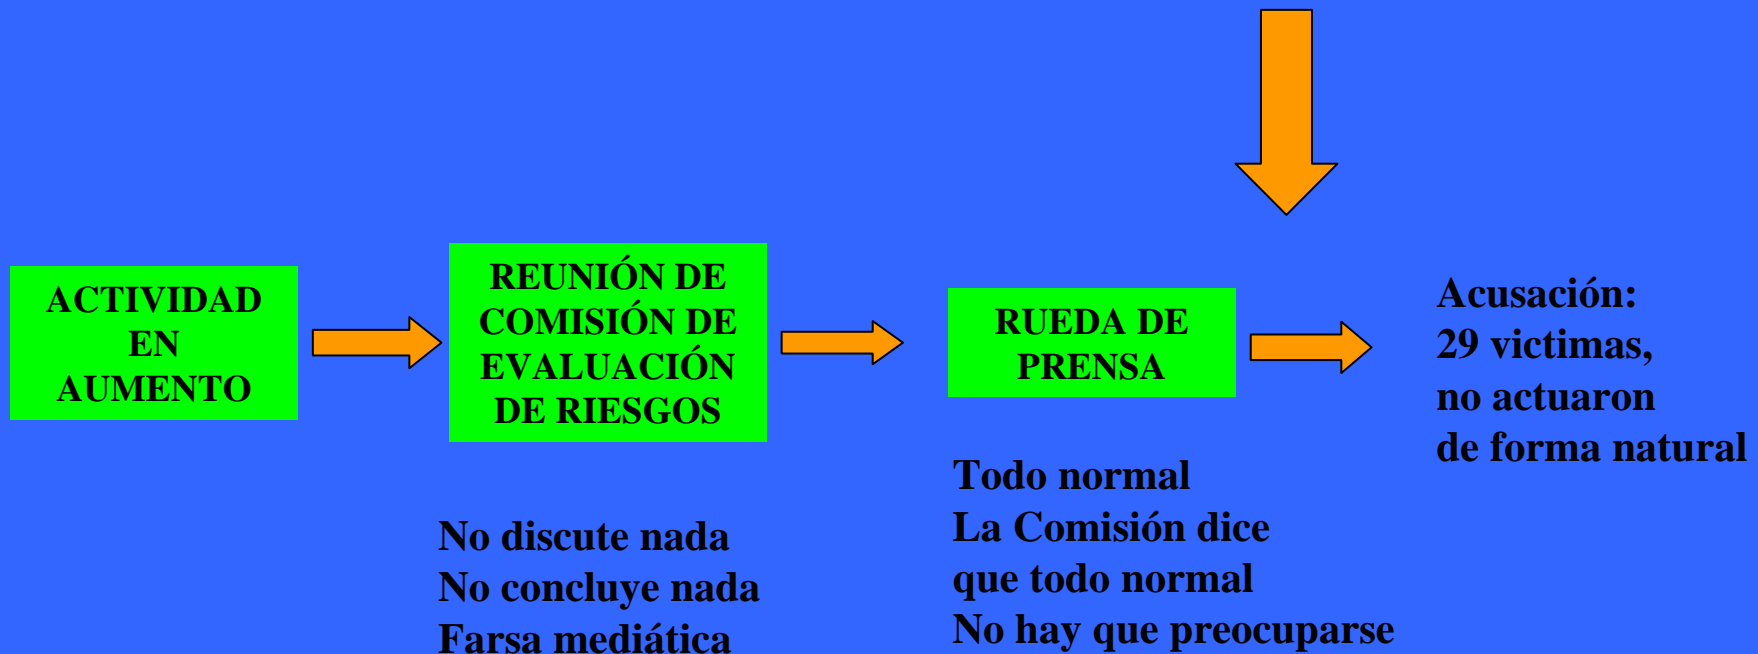 ACTIVIDAD
EN
AUMENTO
REUNIÓN DE
COMISIÓN DE
EVALUACIÓN
DE RIESGOS
No discute nada
No concluye nada
Farsa mediática
RUEDA DE
PRENSA
Todo normal
La Comisión dice
que todo normal
No hay que preocuparse
Acusación:
29 victimas,
no actuaron
de forma natural